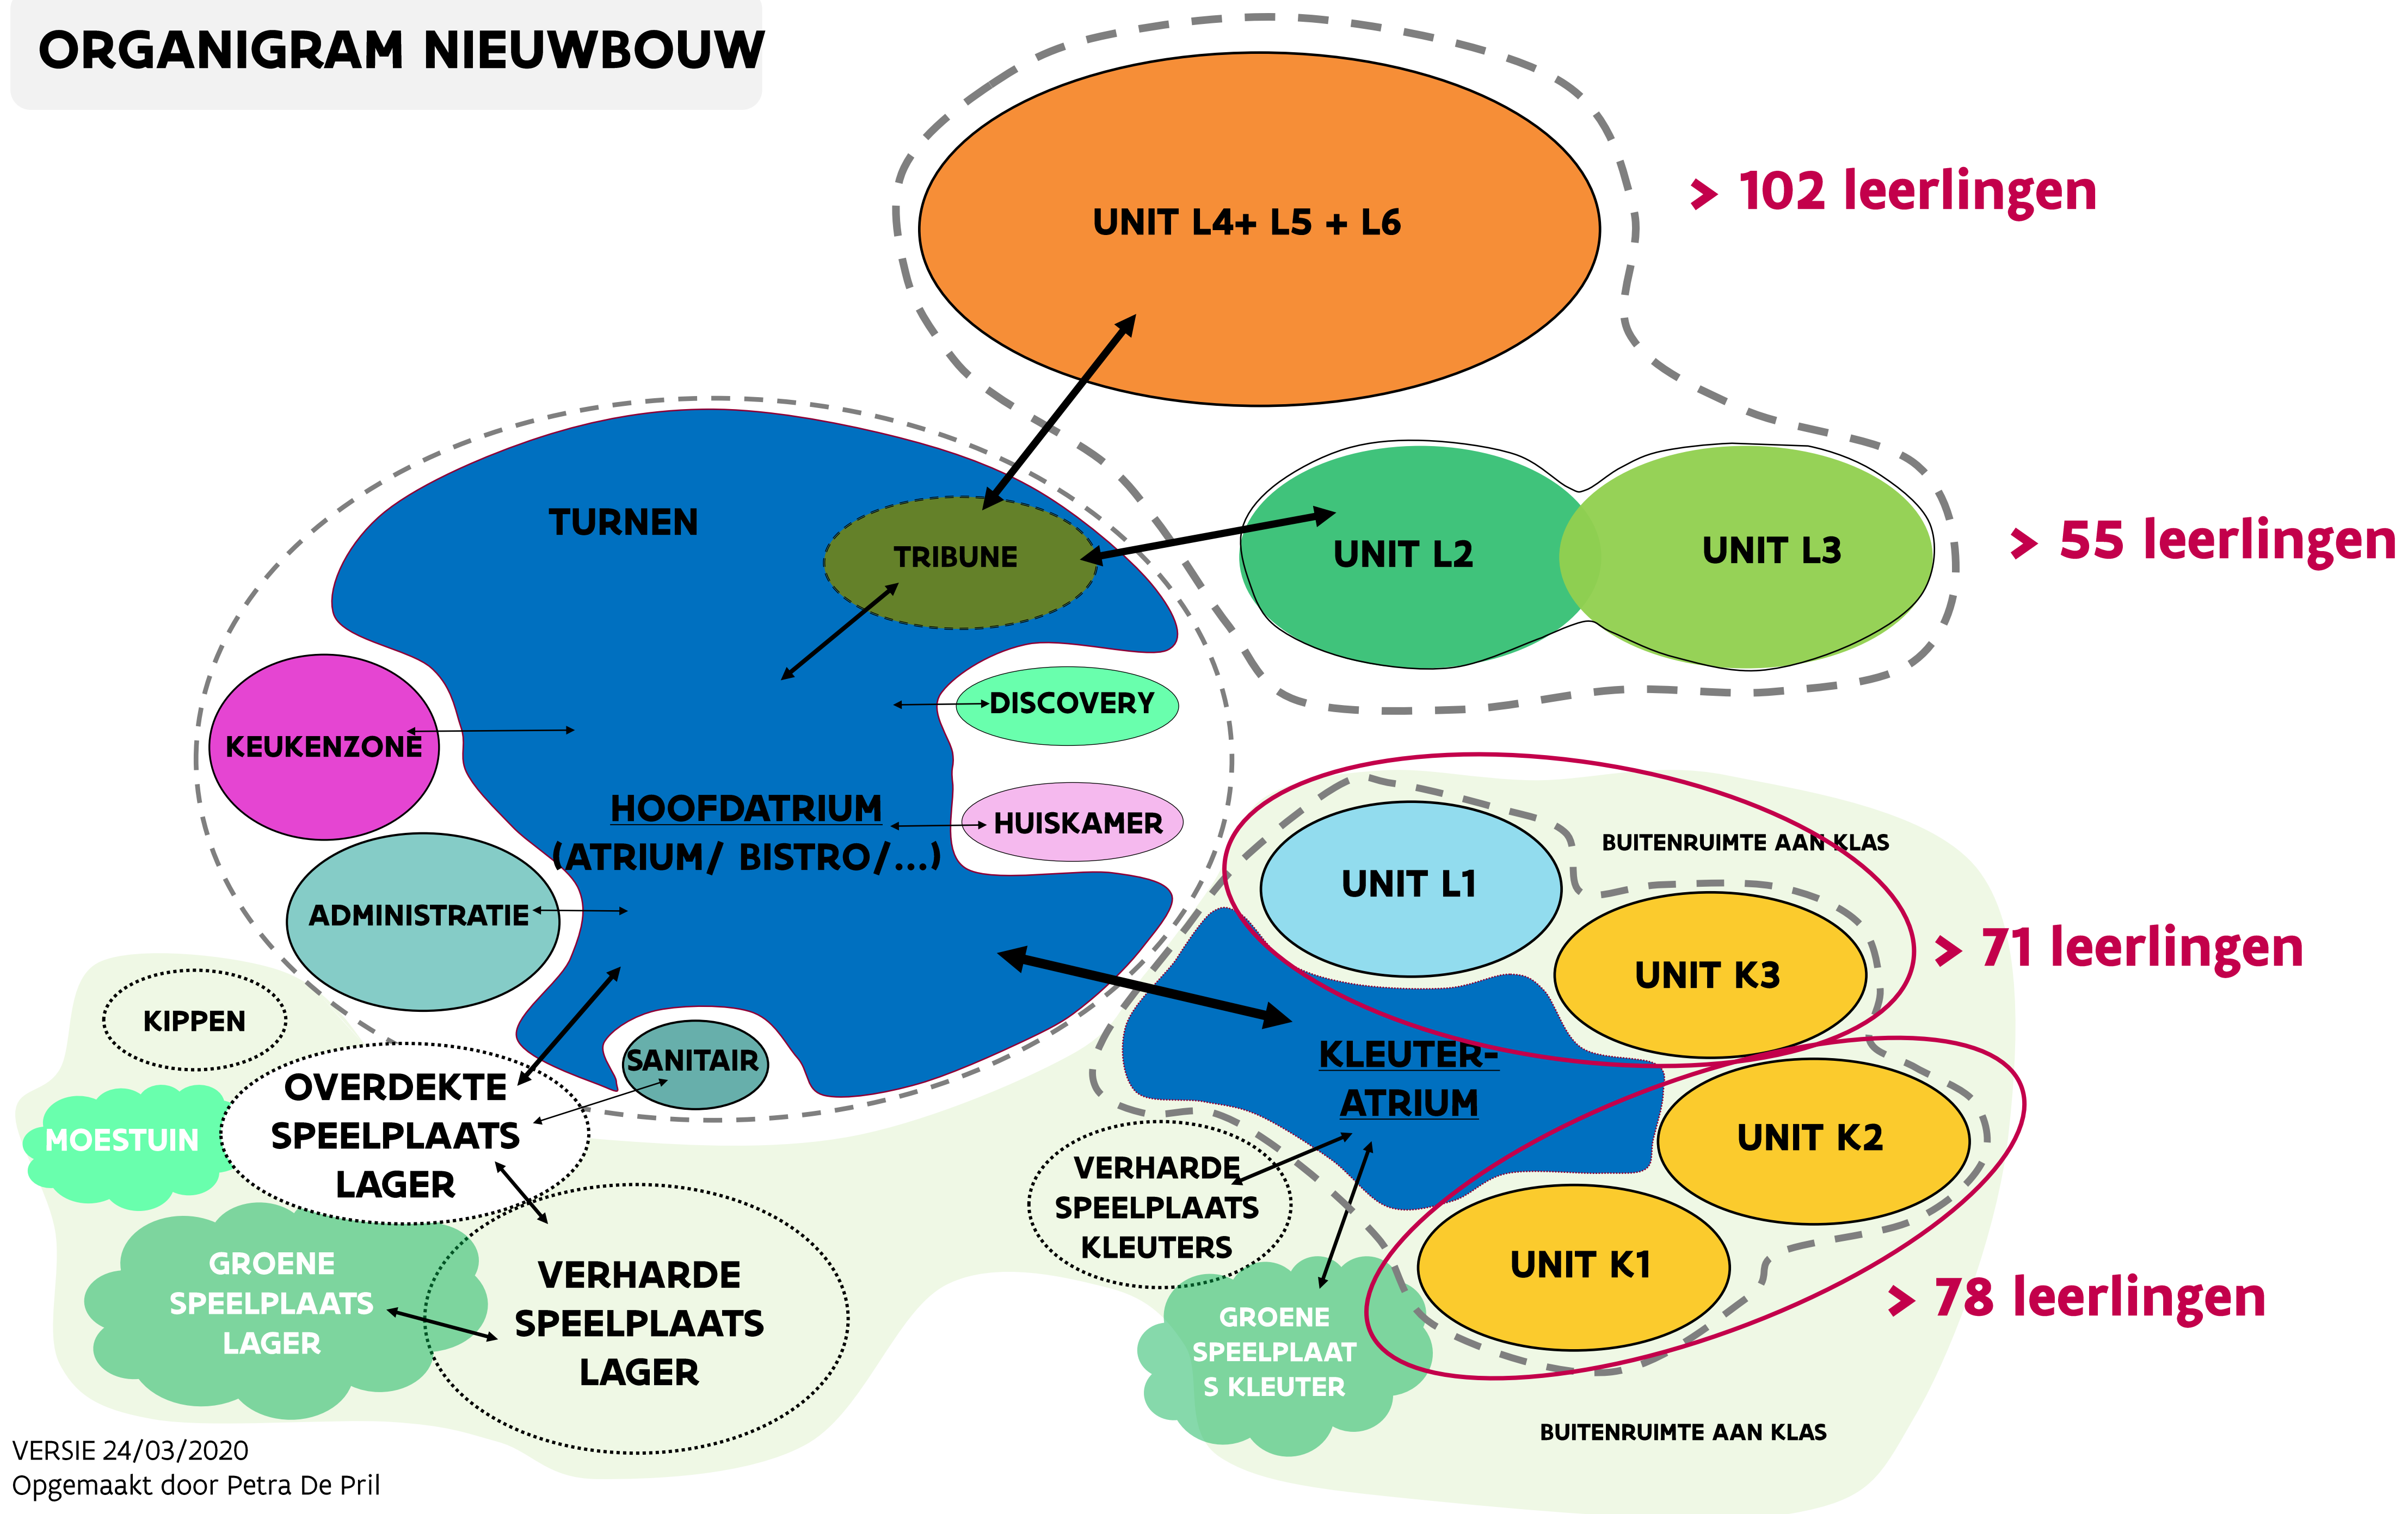 ORGANIGRAM NIEUWBOUW
UNIT L4+ L5 + L6
> 102 leerlingen
TURNEN
TRIBUNE
UNIT L2
UNIT L3
> 55 leerlingen
KEUKENZONE
DISCOVERY
HOOFDATRIUM
(ATRIUM/ BISTRO/...)
HUISKAMER
ADMINISTRATIE
BUITENRUIMTE AAN KLAS
UNIT L1
UNIT K3
> 71 leerlingen
KIPPEN
SANITAIR
KLEUTER-
ATRIUM
UNIT K2
OVERDEKTE
SPEELPLAATS
LAGER
MOESTUIN
VERHARDE
SPEELPLAATS
KLEUTERS
UNIT K1
> 78 leerlingen
GROENE
SPEELPLAATS
LAGER
VERHARDE
SPEELPLAATS
LAGER
GROENE
SPEELPLAAT
S KLEUTER
BUITENRUIMTE AAN KLAS
VERSIE 24/03/2020
Opgemaakt door Petra De Pril